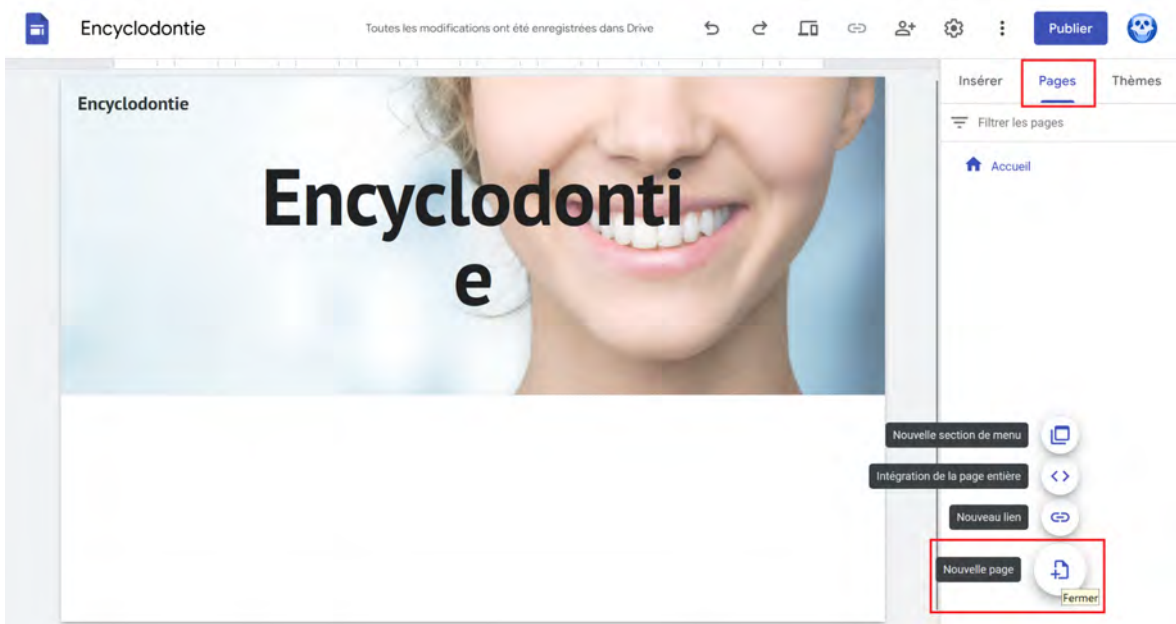 Encyclodontie
Toutes les modifications ont été enregistrées dans Drive
Publier
Insérer
Pages
Thèmes
Encyclodontie
Filtrer les pages
Accueil
Encyclodonti
e
Nouvelle section de menu
Intégration de la page entière
Nouveau lien
Nouvelle page
Fermer